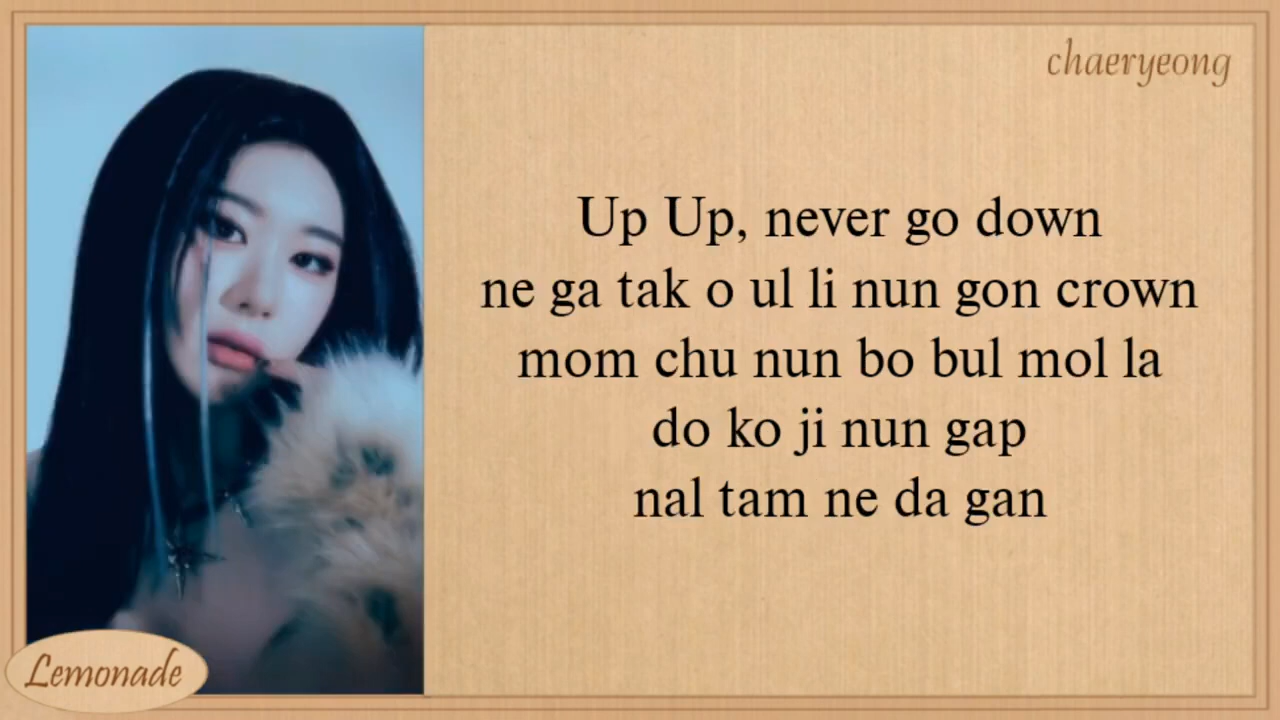 chaeryeong
Up Up, never go down
ne ga tak o ul li nun gon crown
mom chu nun bo bul mol la
do ko ji nun gap
nal tam ne da gan
Lemonade